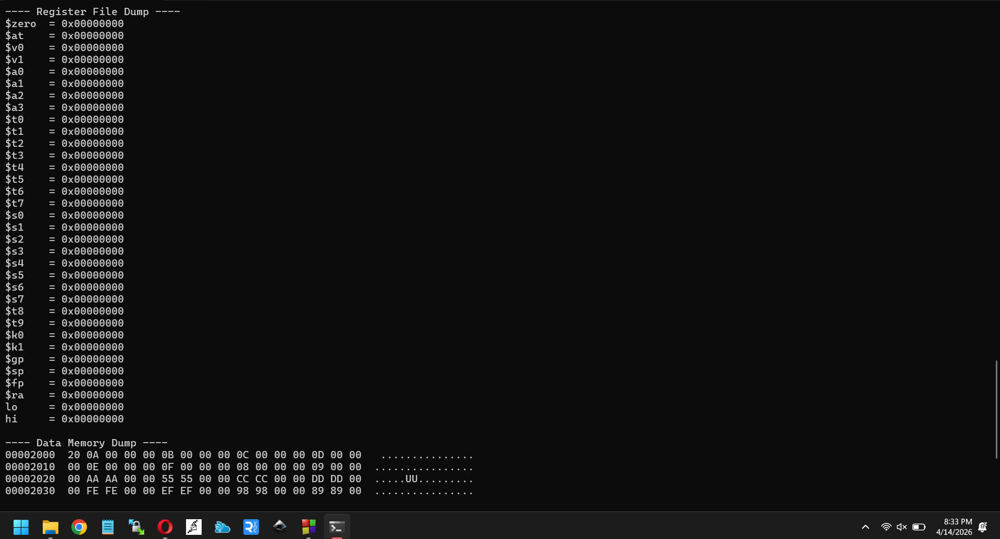 ---- Register File Dump ----
$zero  = 0x00000000
$at    = 0x00000000
$v0    = 0x00000000
$v1    = 0x00000000
$a0    = 0x00000000
$a1    = 0x00000000
$a2    = 0x00000000
$a3    = 0x00000000
$t0    = 0x00000000
$t1    = 0x00000000
$t2    = 0x00000000
$t3    = 0x00000000
$t4    = 0x00000000
$t5    = 0x00000000
$t6    = 0x00000000
$t7    = 0x00000000
$s0    = 0x00000000
$s1    = 0x00000000
$s2    = 0x00000000
$s3    = 0x00000000
$s4    = 0x00000000
$s5    = 0x00000000
$s6    = 0x00000000
$s7    = 0x00000000
$t8    = 0x00000000
$t9    = 0x00000000
$k0    = 0x00000000
$k1    = 0x00000000
$gp    = 0x00000000
$sp    = 0x00000000
$fp    = 0x00000000
$ra    = 0x00000000
lo     = 0x00000000
hi     = 0x00000000
---- Data Memory Dump ----
00002000  20 0A 00 00 00 0B 00 00 00 0C 00 00 00 0D 00 00   ...............
00002010  00 0E 00 00 00 0F 00 00 00 08 00 00 00 09 00 00  ................
00002020  00 AA AA 00 00 55 55 00 00 CC CC 00 00 DD DD 00  .....UU.........
00002030  00 FE FE 00 00 EF EF 00 00 98 98 00 00 89 89 00  ................
8:33 PM
4/14/2026